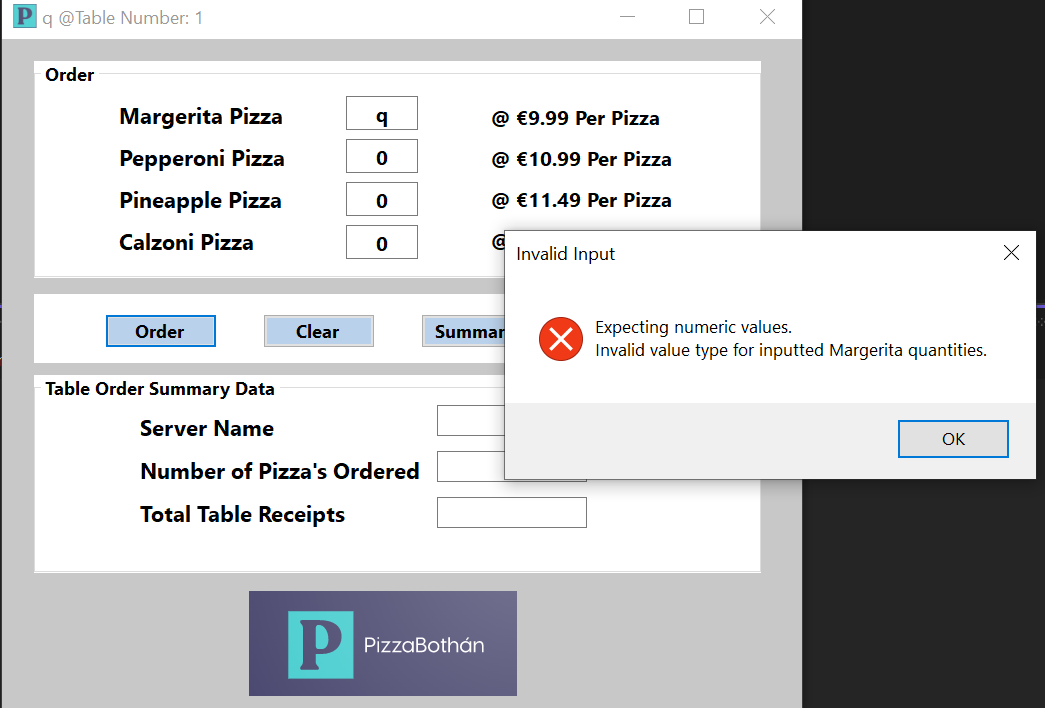 P q @Table Number: 1
Order
Margerita Pizza q @ €9.99 Per Pizza
Pepperoni Pizza 0 @ €10.99 Per Pizza
Pineapple Pizza 0 @ €11.49 Per Pizza
Calzoni Pizza 0 @
Invalid Input
Expecting numeric values.
Invalid value type for inputted Margerita quantities.
OK
Order Clear Summar
Table Order Summary Data
Server Name
Number of Pizza's Ordered
Total Table Receipts
P PizzaBothán